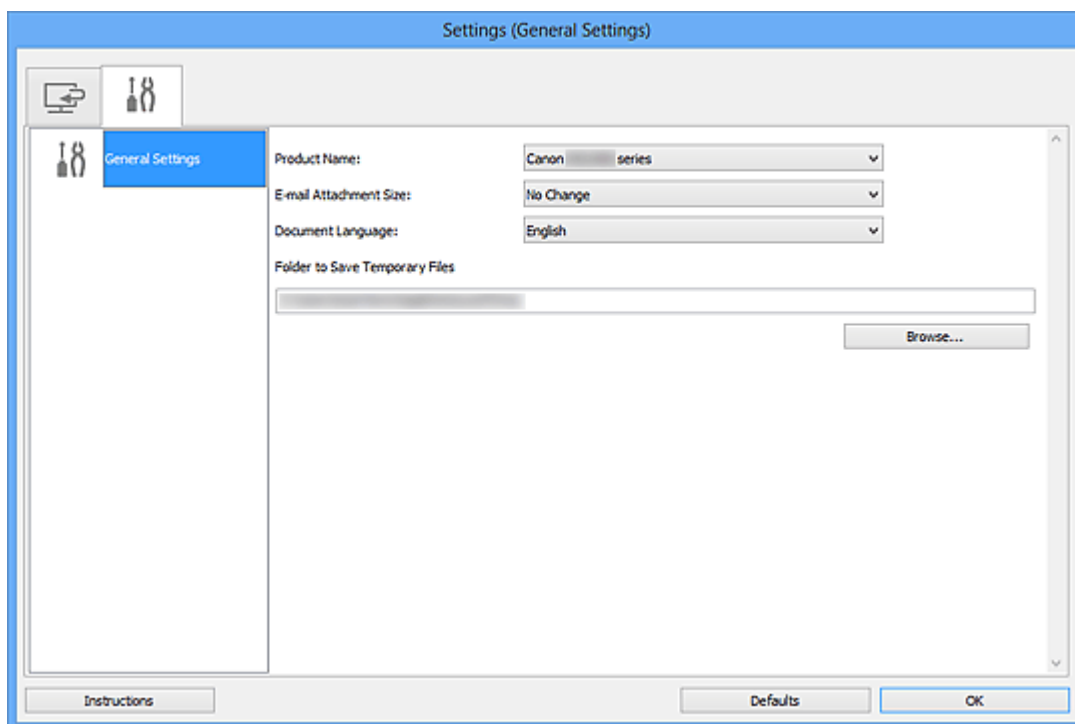 Settings (General Settings)
General Settings
Product Name:
Canon series
E-mail Attachment Size:
No Change
Document Language:
English
Folder to Save Temporary Files
Browse...
Instructions
Defaults
OK